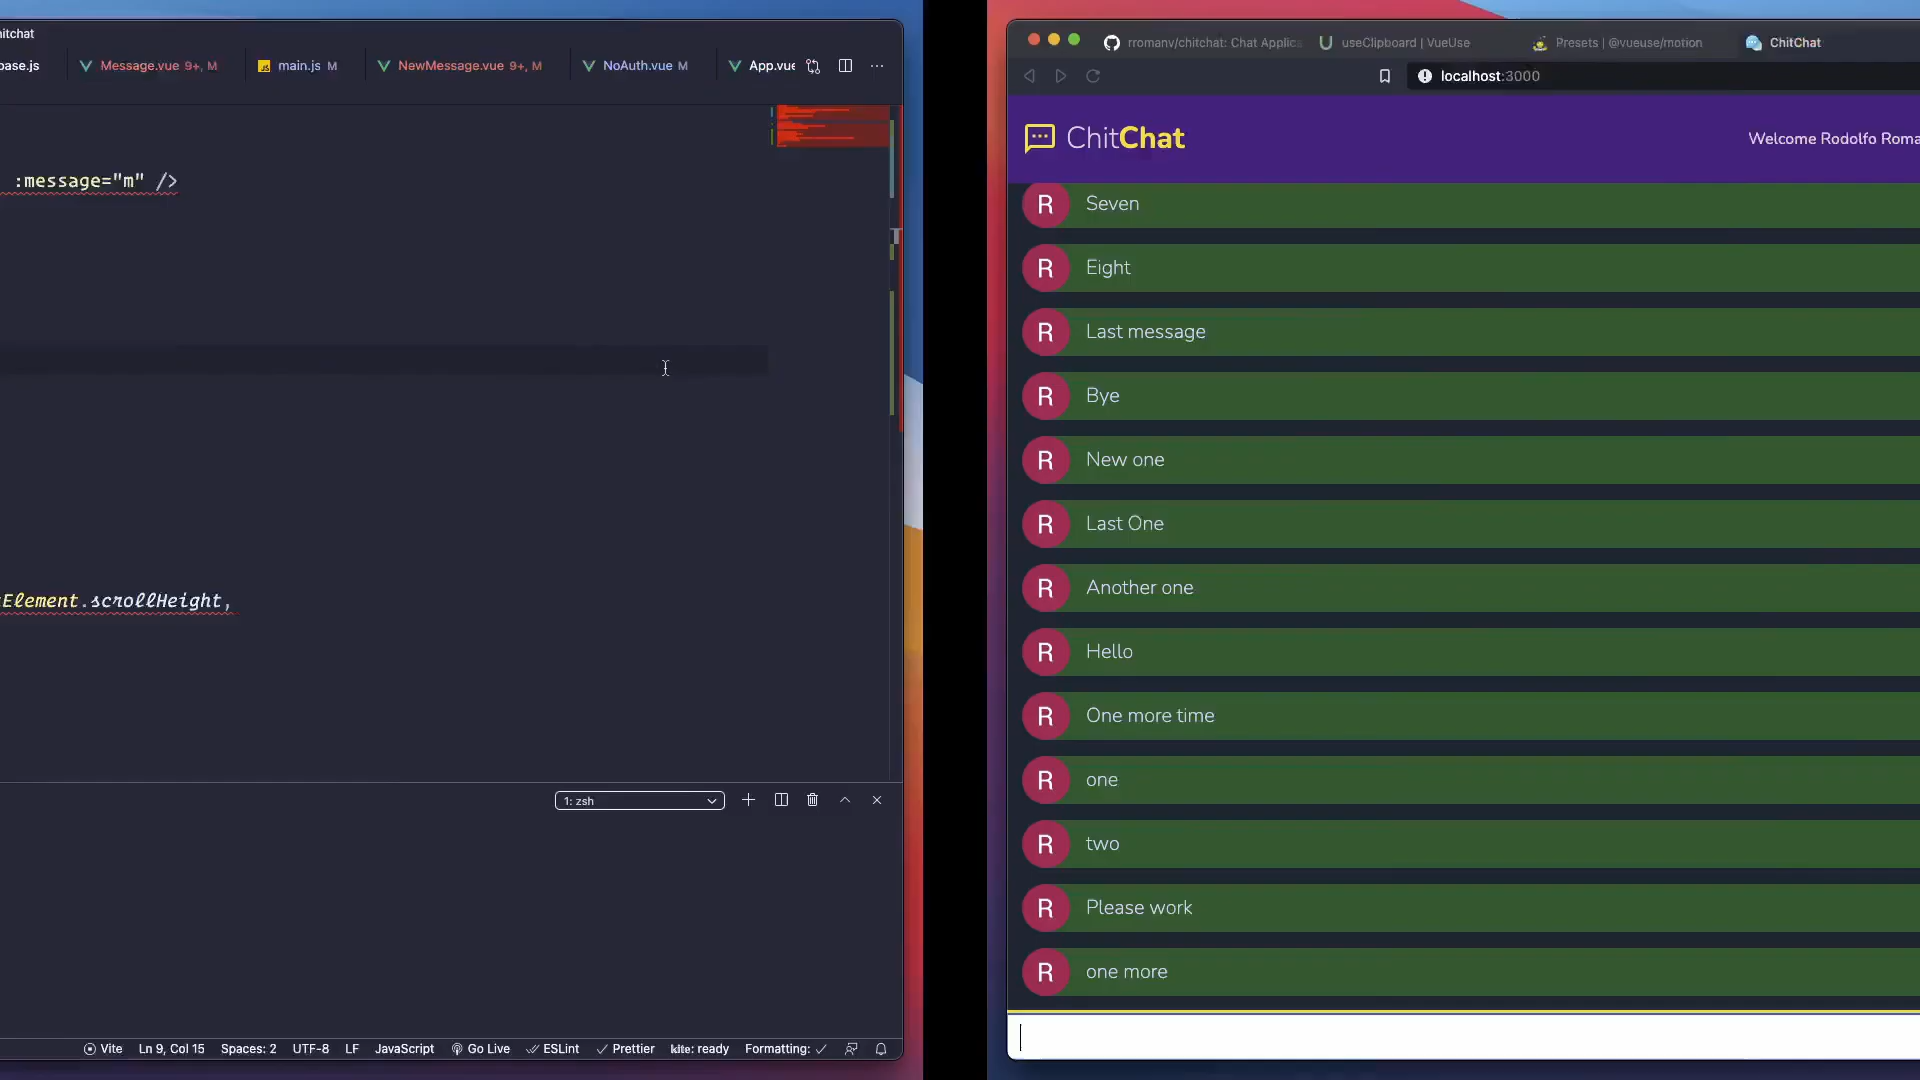 hitchat
base.js
Message.vue 9+, M
main.js M
NewMessage.vue 9+, M
NoAuth.vue M
App.vue
:message="m" />
Element.scrollHeight,
1: zsh
Vite
Ln 9, Col 15
Spaces: 2
UTF-8
LF
JavaScript
Go Live
ESLint
Prettier
kite: ready
Formatting:
rromanv/chitchat: Chat Applic
useClipboard | VueUse
Presets | @vueuse/motion
ChitChat
localhost:3000
ChitChat
Welcome Rodolfo Roma
R Seven
R Eight
R Last message
R Bye
R New one
R Last One
R Another one
R Hello
R One more time
R one
R two
R Please work
R one more